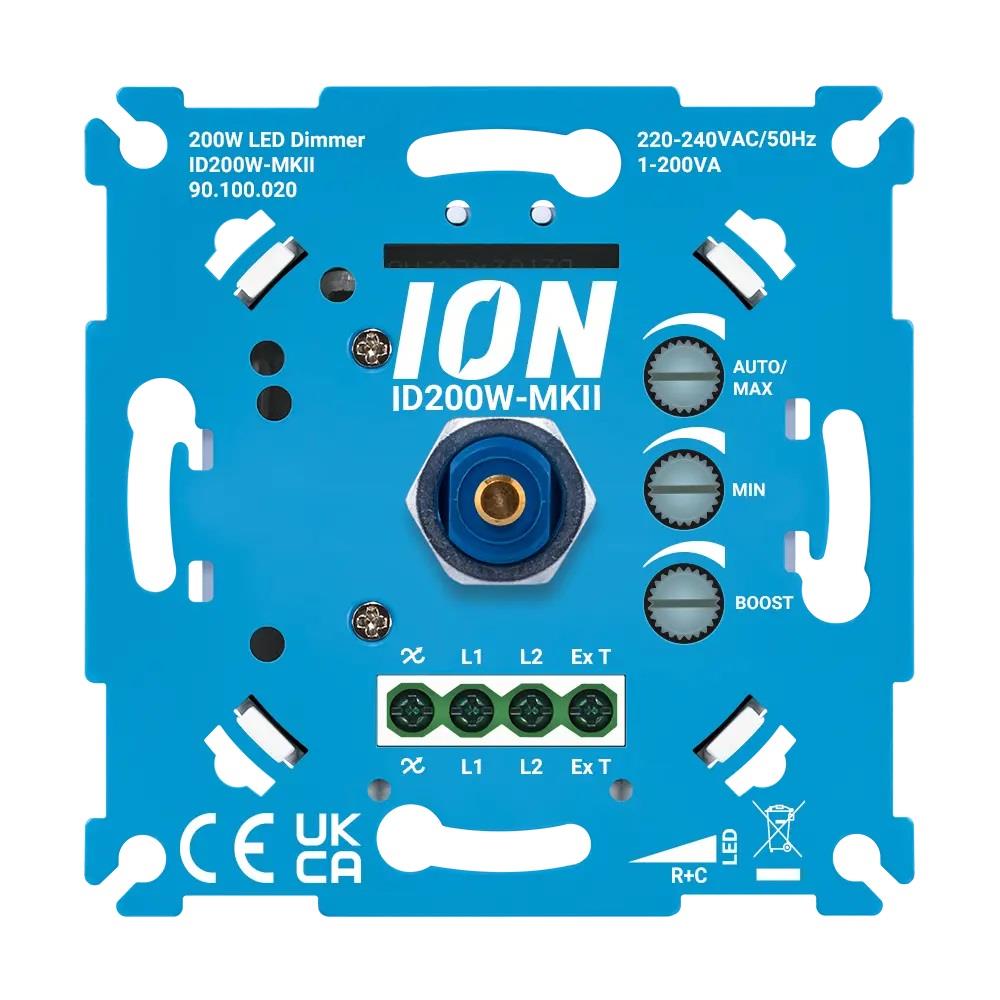 200W LED Dimmer
ID200W-MKII
90.100.020
220-240VAC/50Hz
1-200VA
ION
ID200W-MKII
AUTO/
MAX
MIN
BOOST
L1 L2 Ex T
L1 L2 Ex T
CE
UK
CA
LED
R+C